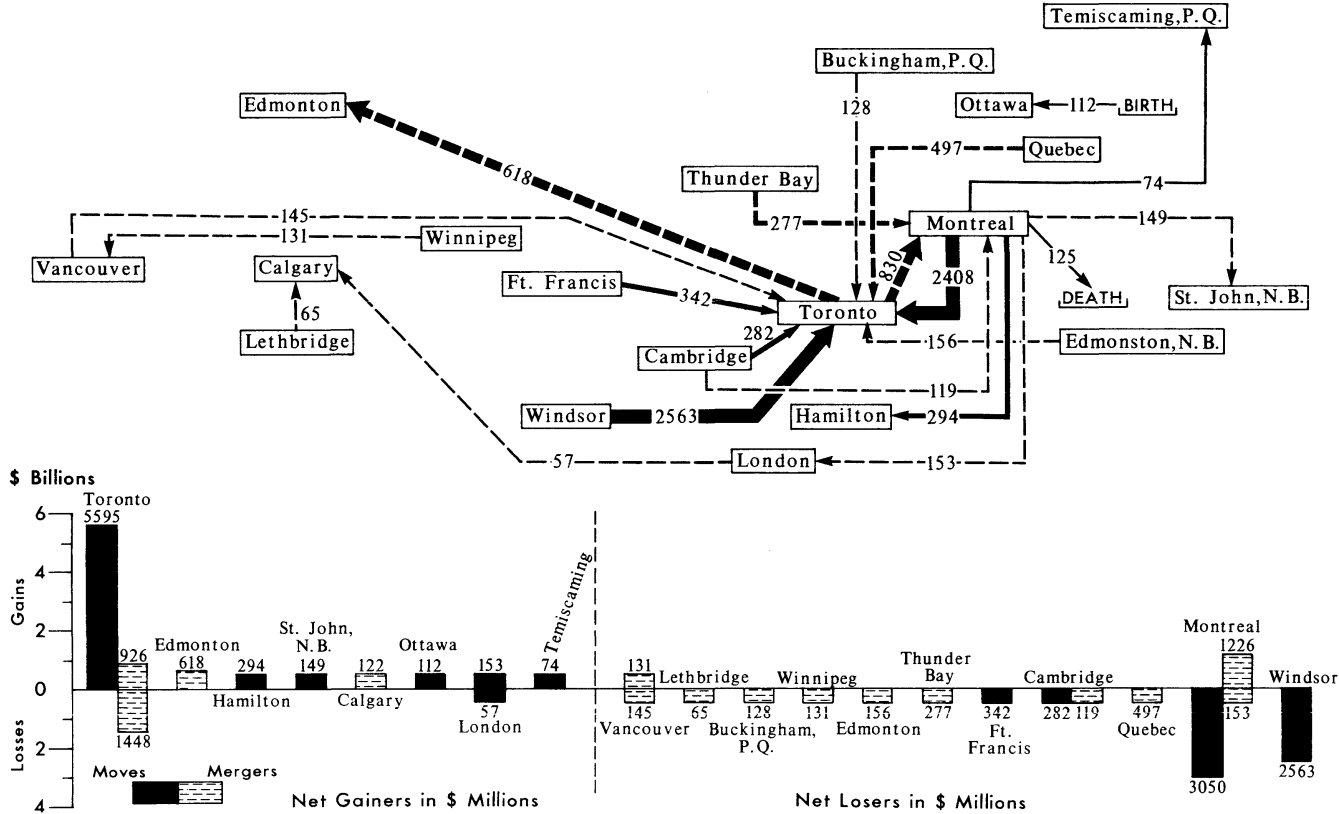 Temiscaming, P.Q.
Buckingham, P.Q.
Edmonton
128
Ottawa
112
BIRTH
497
Quebec
618
Thunder Bay
74
145
277
Montreal
149
131
Winnipeg
Vancouver
Calgary
830
125
Ft. Francis
342
2408
DEATH
St. John, N.B.
65
Toronto
Lethbridge
282
Cambridge
156
Edmonston, N.B.
119
Windsor
2563
Hamilton
294
57
London
153
$ Billions
Toronto
5595
6
4
2
0
2
4
Gains
Losses
926
1448
Edmonton
618
294
Hamilton
St. John,
N.B.
149
122
Calgary
Ottawa
112
153
57
London
74
Temiscaming
131
145
Vancouver
Lethbridge
65
128
Buckingham,
P.Q.
Winnipeg
131
156
Edmonton
Thunder
Bay
277
342
Ft.
Francis
Cambridge
282
119
497
Quebec
Montreal
1226
153
3050
Windsor
2563
Moves
Mergers
Net Gainers in $ Millions
Net Losers in $ Millions